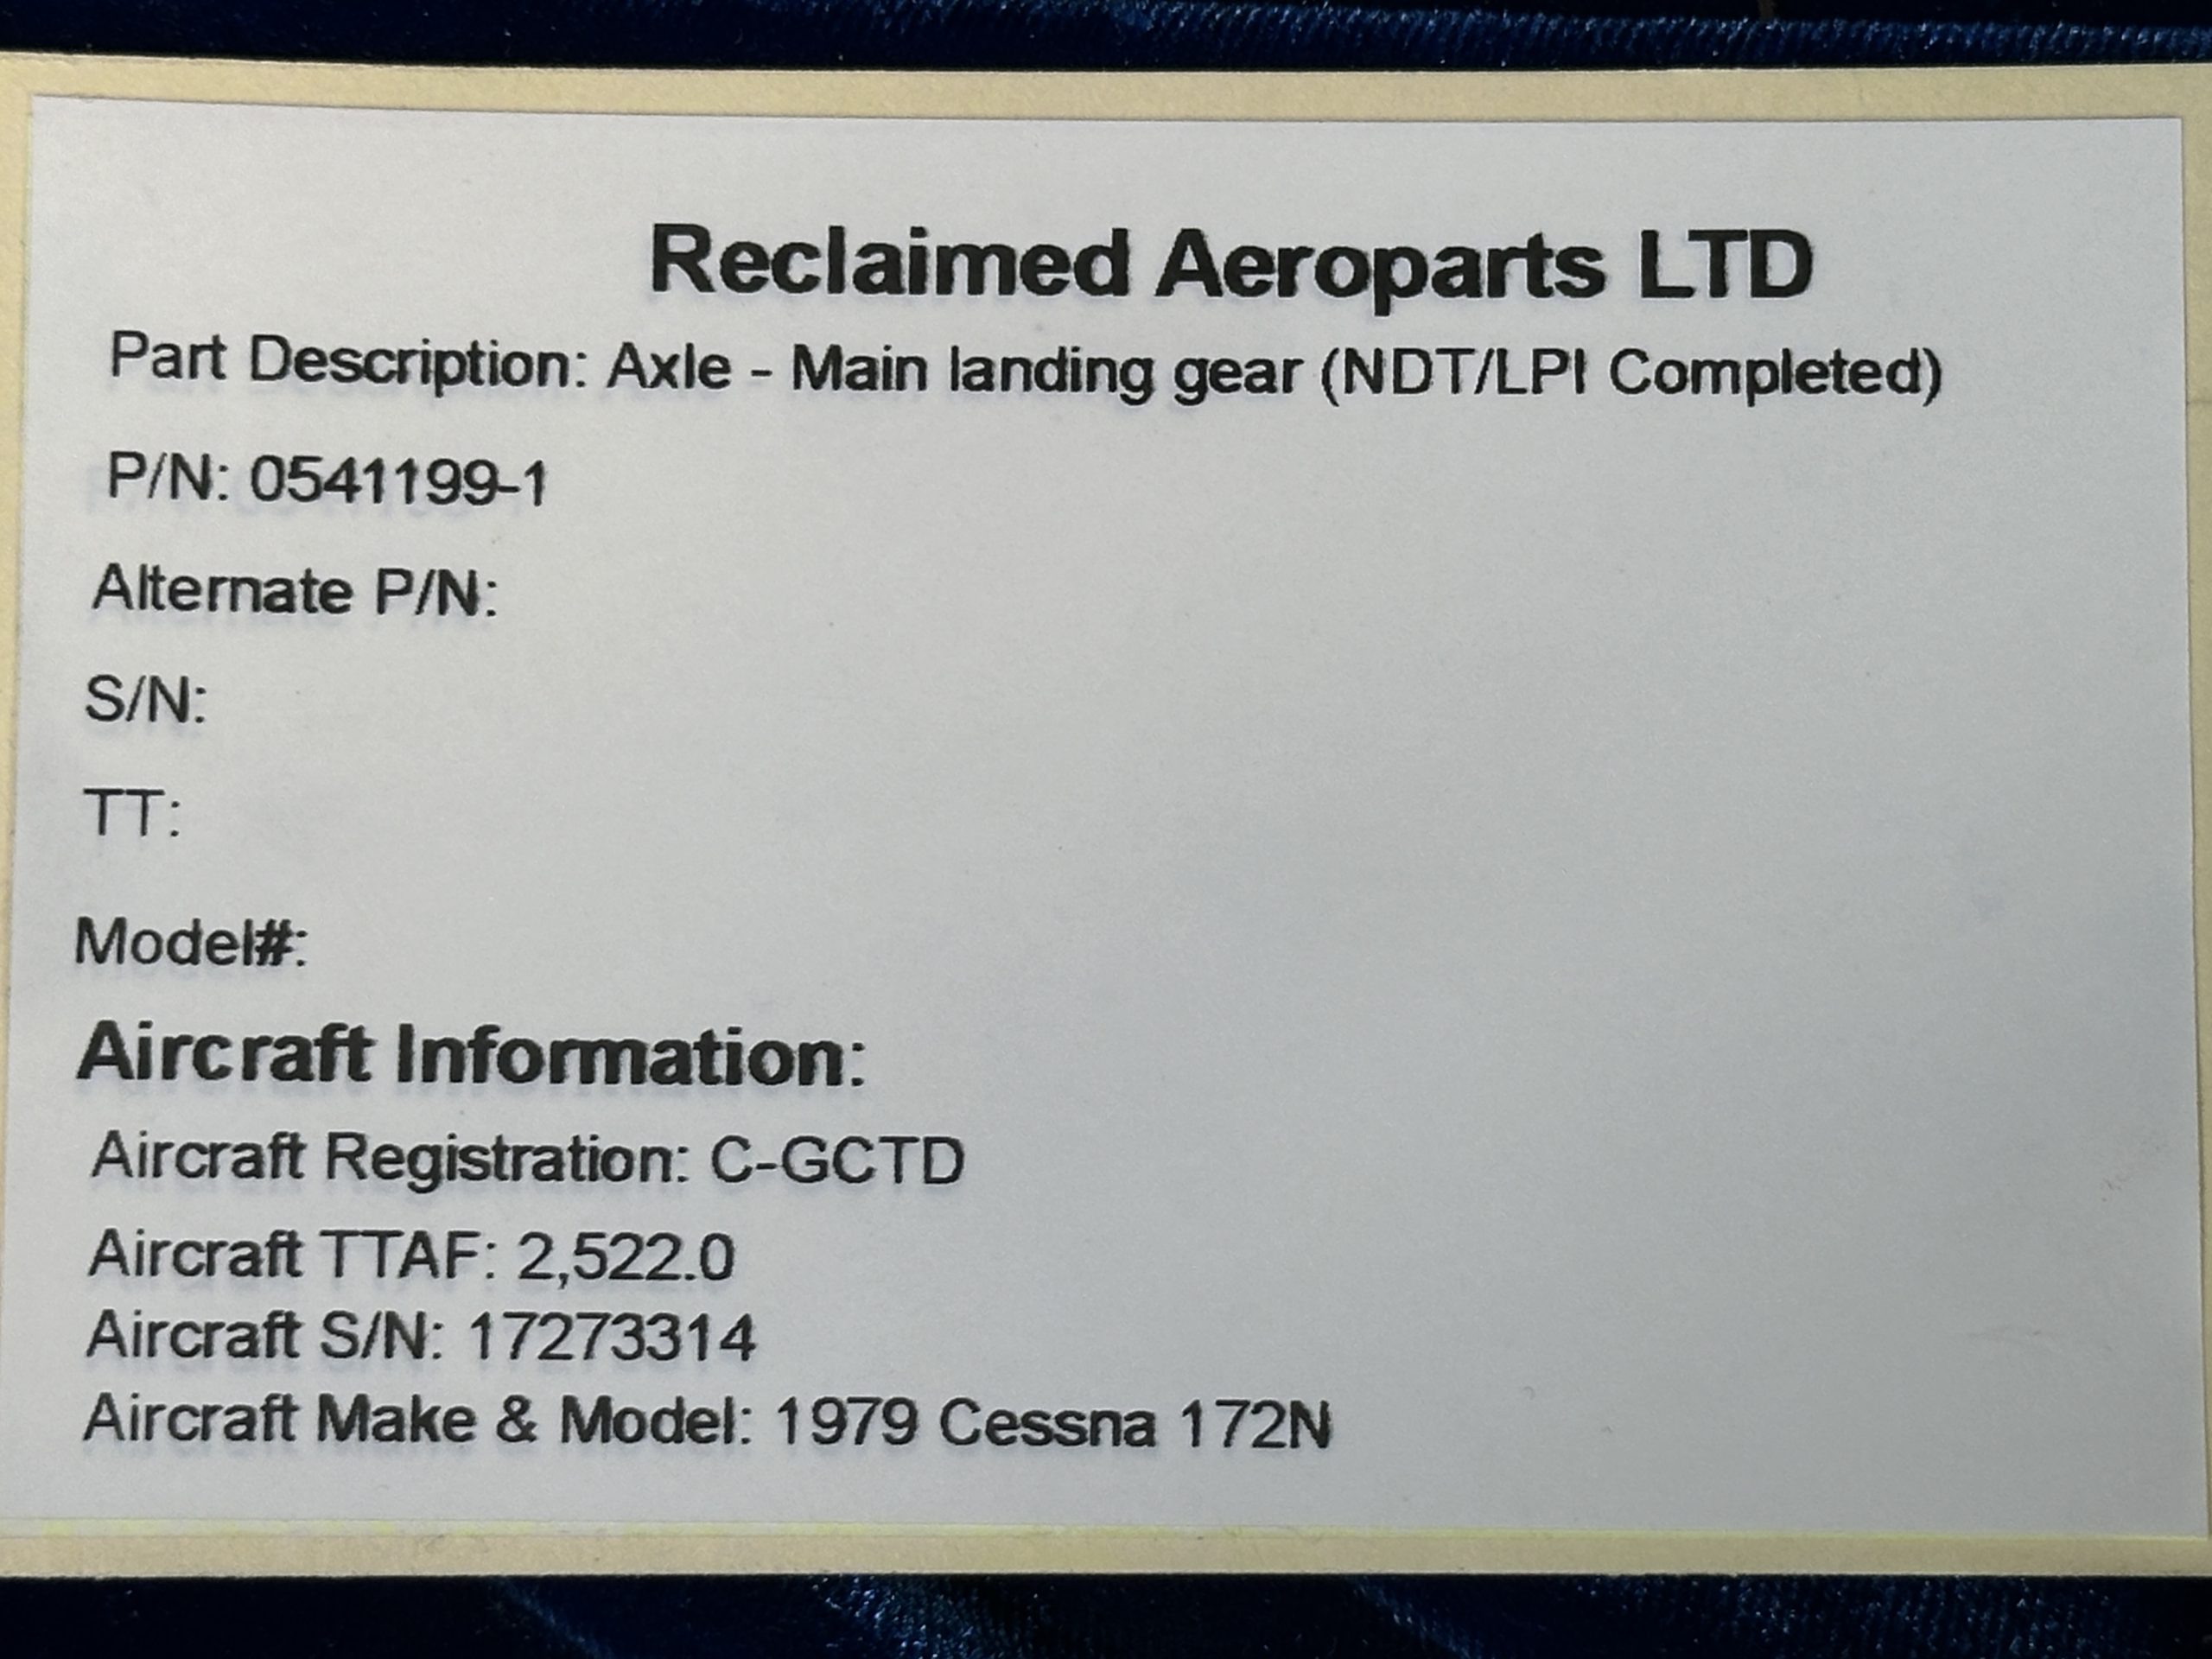 Reclaimed Aeroparts LTD
Part Description: Axle - Main landing gear (NDT/LPI Completed)
P/N: 0541199-1
Alternate P/N:
S/N:
TT:
Model#:
Aircraft Information:
Aircraft Registration: C-GCTD
Aircraft TTAF: 2,522.0
Aircraft S/N: 17273314
Aircraft Make & Model: 1979 Cessna 172N